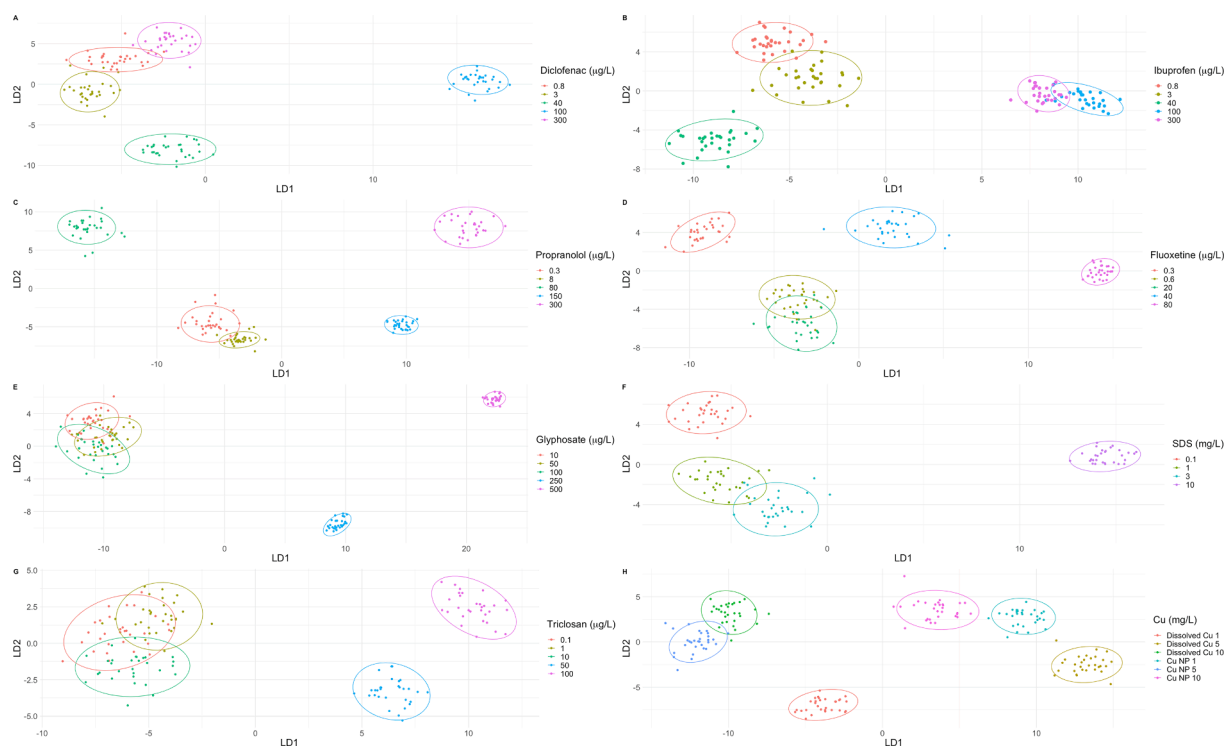 A
LD2
5
0
-5
-10
0
10
LD1
Diclofenac (µg/L)
0.8
3
40
100
300
B
LD2
4
0
-4
-8
-10
-5
0
5
10
LD1
Ibuprofen (µg/L)
0.8
3
40
100
300
C
LD2
10
5
0
-5
-10
0
10
LD1
Propranolol (µg/L)
0.3
8
80
150
300
D
LD2
4
0
-4
-8
-10
-5
0
5
10
15
LD1
Fluoxetine (µg/L)
0.3
0.6
20
40
80
E
LD2
4
0
-4
-8
-10
0
10
20
LD1
Glyphosate (µg/L)
10
50
100
250
500
F
LD2
4
0
-4
0
10
LD1
SDS (mg/L)
0.1
1
3
10
G
LD2
5.0
2.5
0.0
-2.5
-5.0
-5
0
5
10
LD1
Triclosan (µg/L)
0.1
1
10
50
100
H
LD2
5
0
-5
-10
0
10
LD1
Cu (mg/L)
Dissolved Cu 1
Dissolved Cu 5
Dissolved Cu 10
Cu NP 1
Cu NP 5
Cu NP 10